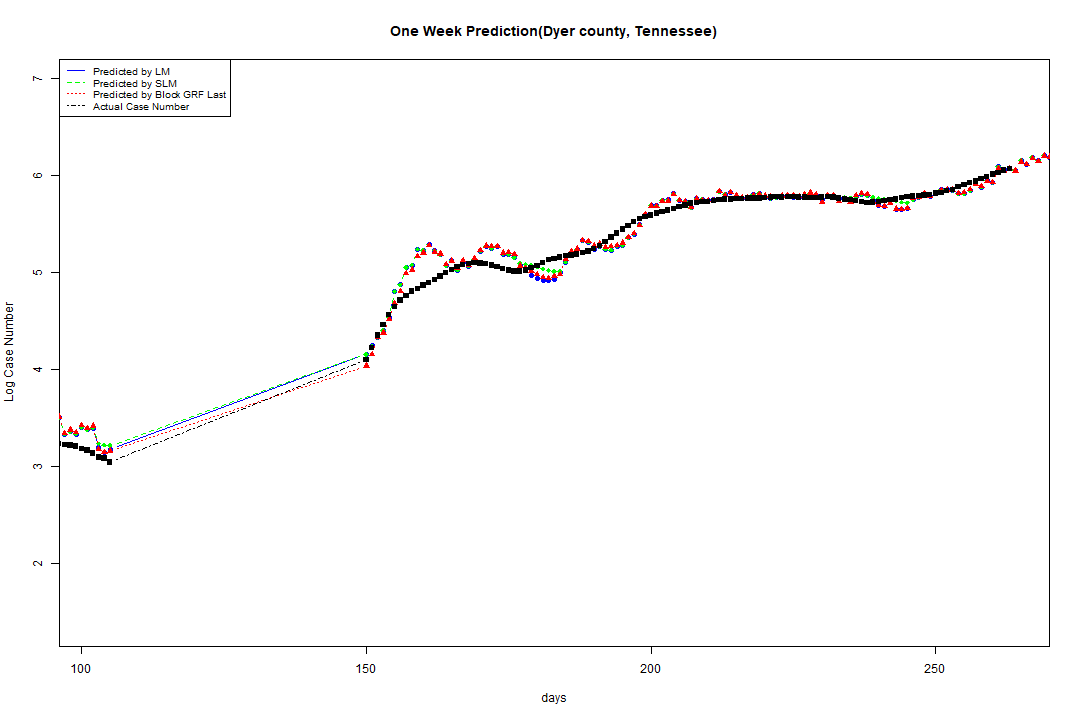 One Week Prediction(Dyer county, Tennessee)
Predicted by LM
Predicted by SLM
Predicted by Block GRF Last
Actual Case Number
7
6
5
4
3
2
Log Case Number
100 150 200 250
days